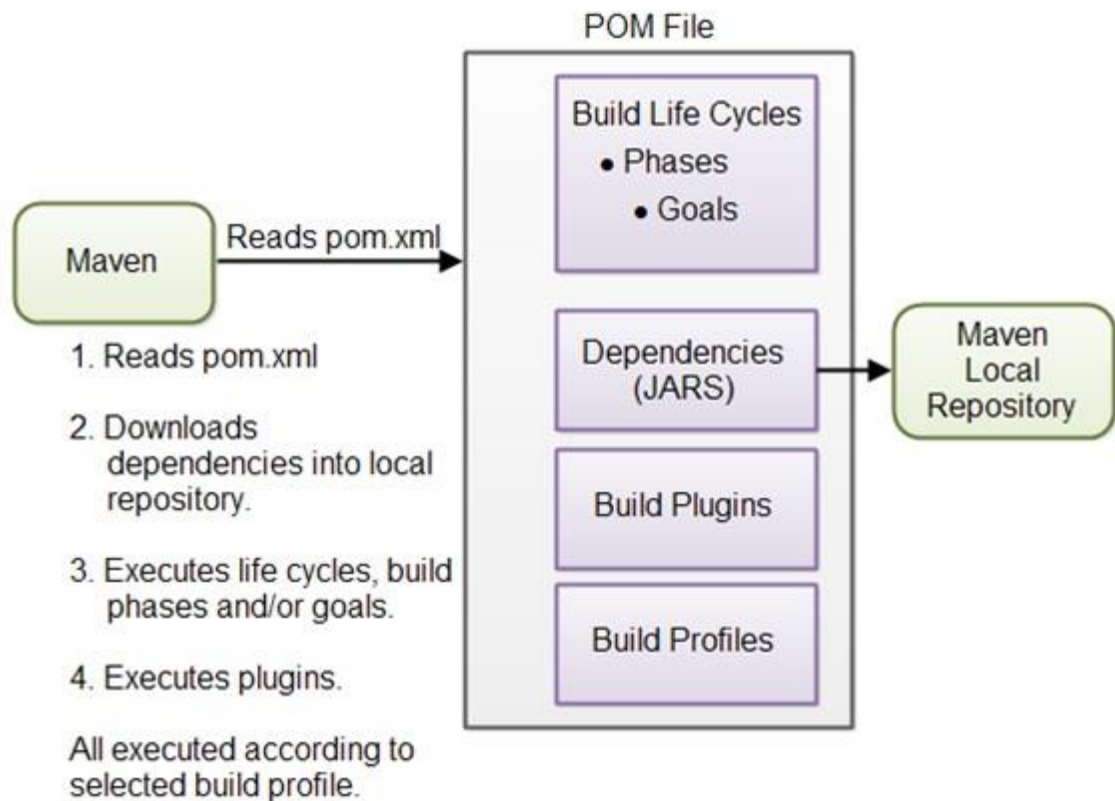 POM File
Build Life Cycles
• Phases
• Goals
Maven
Reads pom.xml
Dependencies
(JARS)
Maven
Local
Repository
Build Plugins
Build Profiles
1. Reads pom.xml
2. Downloads
dependencies into local
repository.
3. Executes life cycles, build
phases and/or goals.
4. Executes plugins.
All executed according to
selected build profile.